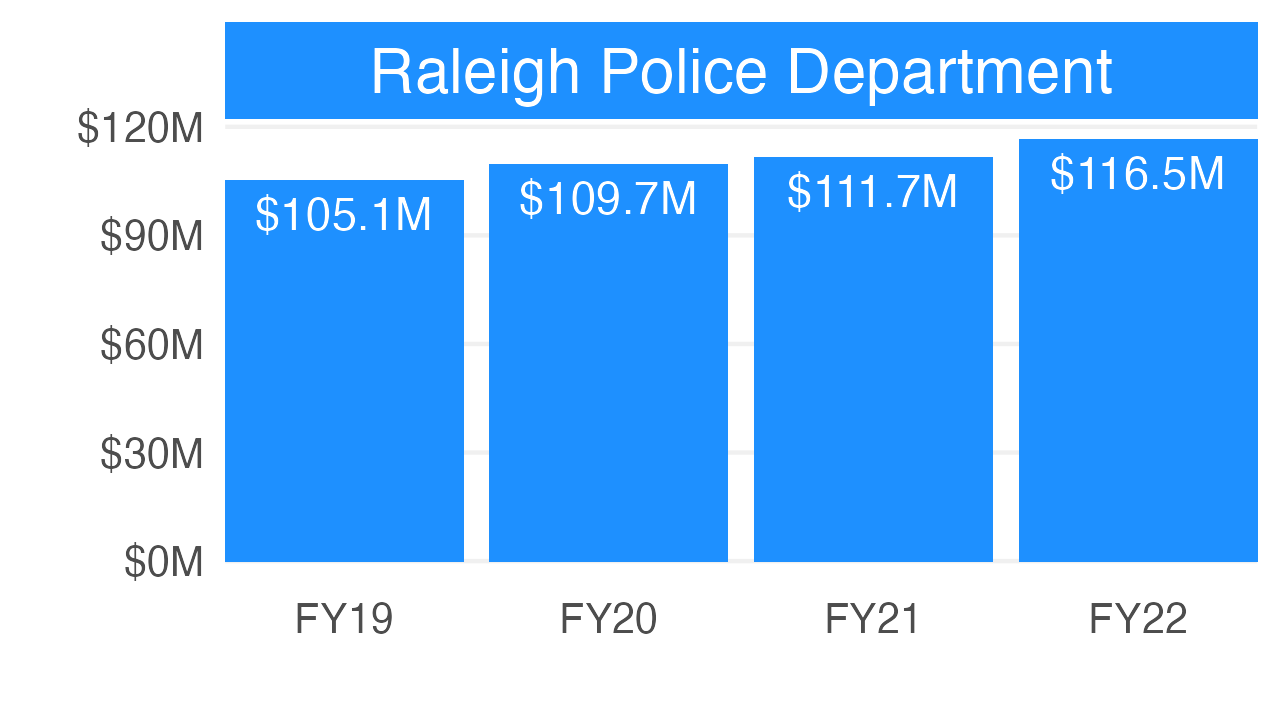 Raleigh Police Department
$120M
$105.1M
$109.7M
$111.7M
$116.5M
$90M
$60M
$30M
$0M
FY19
FY20
FY21
FY22